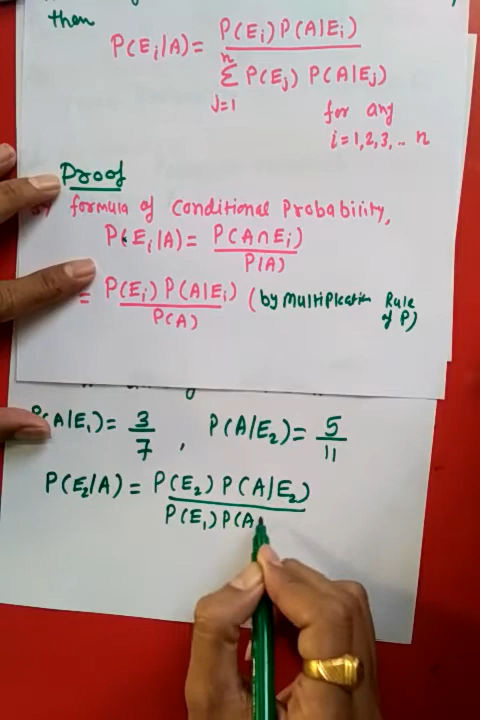 then
P(Ei|A) = P(Ei) P(A|Ei) / n Σ j=1 P(Ej) P(A|Ej)
for any
i=1,2,3,.. n
Proof
formula of Conditional Probability,
P(Ei|A) = P(A∩Ei) / P(A)
= P(Ei) P(A|Ei) / P(A) (by Multiplication Rule of P)
P(A|E1) = 3/7 , P(A|E2) = 5/11
P(E2|A) = P(E2) P(A|E2) / P(E1) P(A